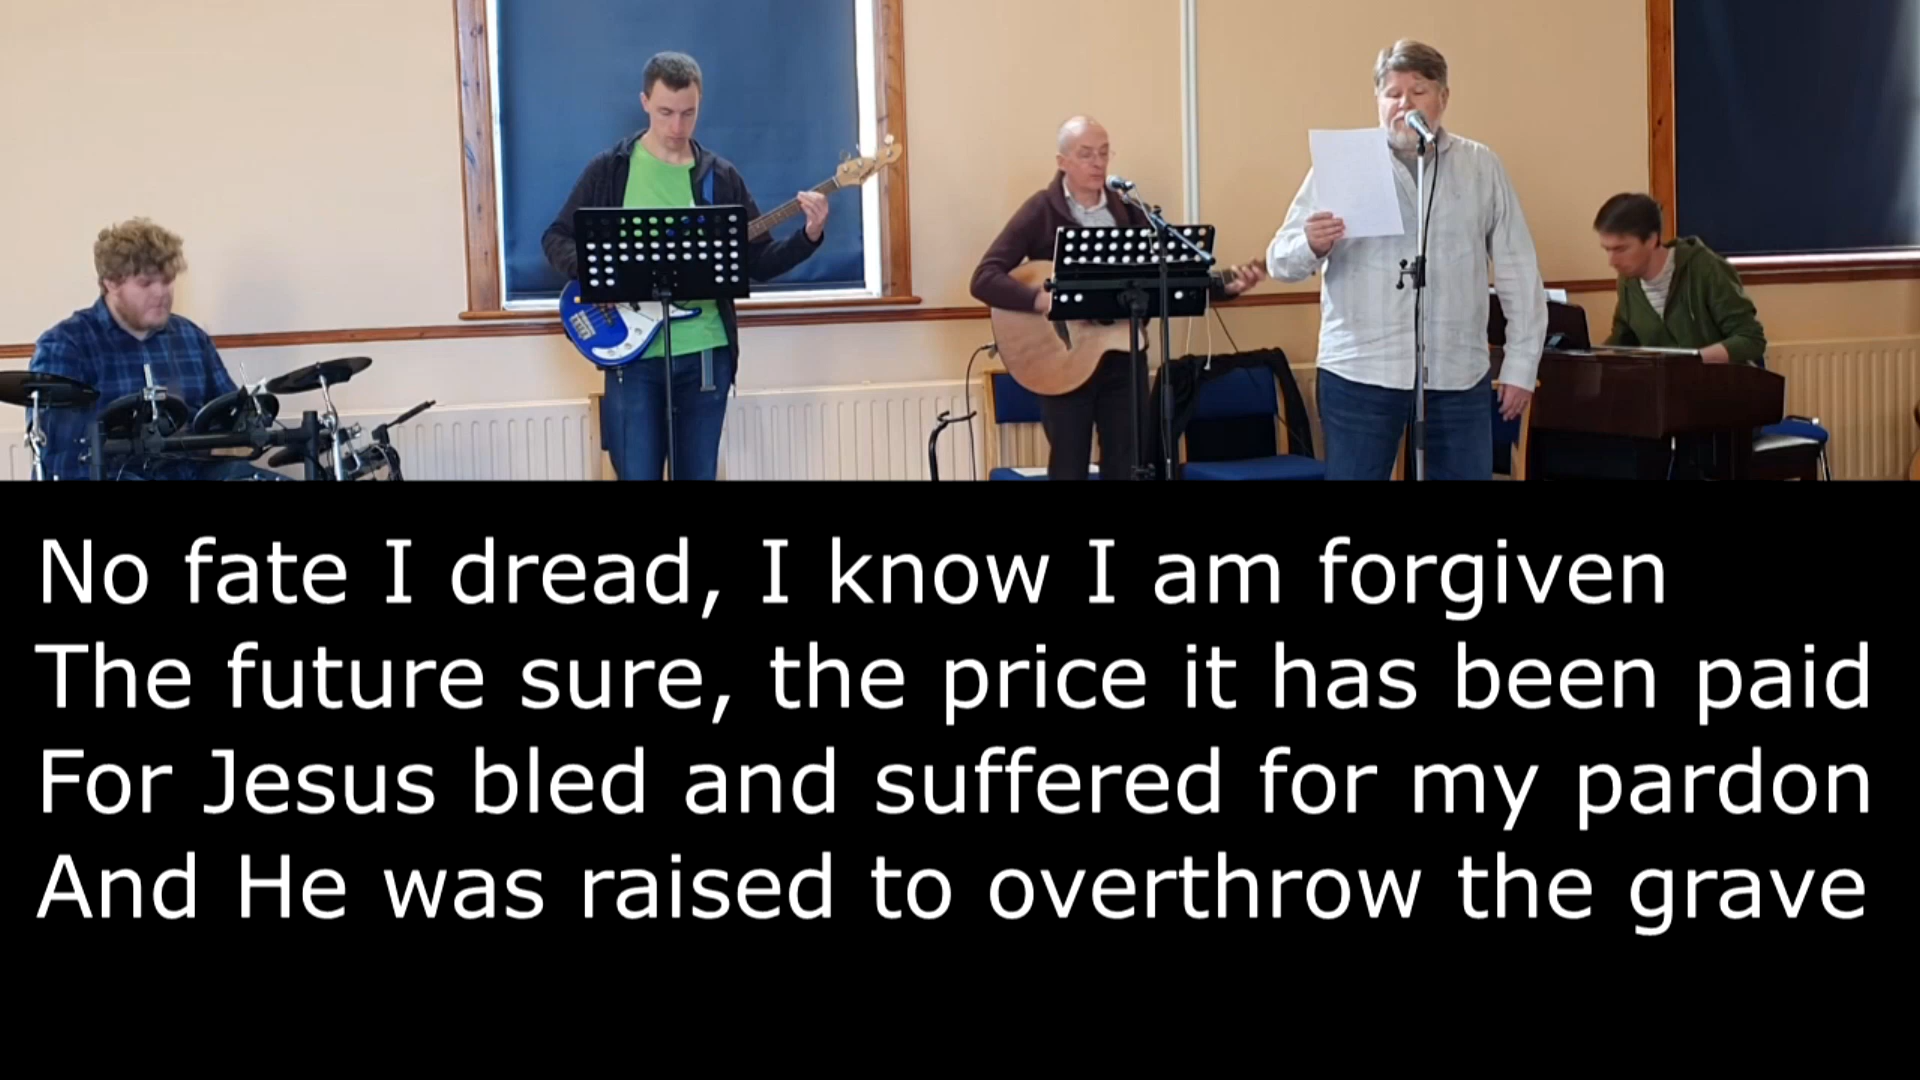 No fate I dread, I know I am forgiven
The future sure, the price it has been paid
For Jesus bled and suffered for my pardon
And He was raised to overthrow the grave